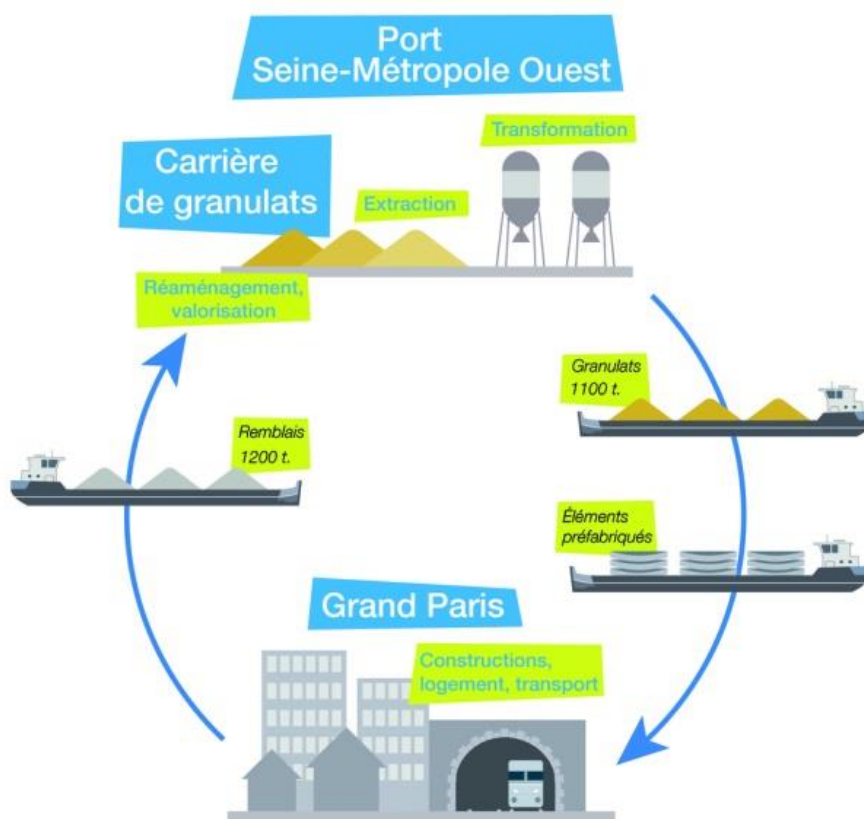 Port
Seine-Métropole Ouest
Transformation
Carrière
de granulats
Extraction
Réaménagement,
valorisation
Granulats
1100 t.
Remblais
1200 t.
Éléments
préfabriqués
Grand Paris
Constructions,
logement, transport